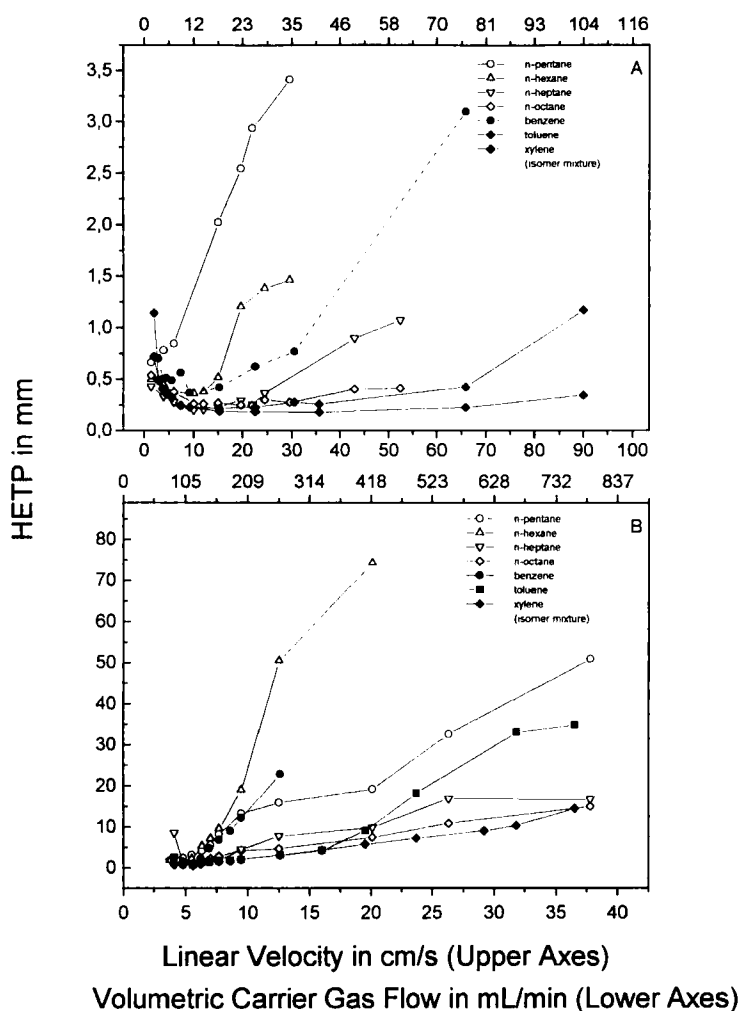 0 12 23 35 46 58 70 81 93 104 116
A
n-pentane
n-hexane
n-heptane
n-octane
benzene
toluene
xylene
(isomer mixture)
3,5
3,0
2,5
2,0
1,5
1,0
0,5
0,0
0 10 20 30 40 50 60 70 80 90 100
HETP in mm
0 105 209 314 418 523 628 732 837
B
n-pentane
n-hexane
n-heptane
n-octane
benzene
toluene
xylene
(isomer mixture)
80
70
60
50
40
30
20
10
0
0 5 10 15 20 25 30 35 40
Linear Velocity in cm/s (Upper Axes)
Volumetric Carrier Gas Flow in mL/min (Lower Axes)